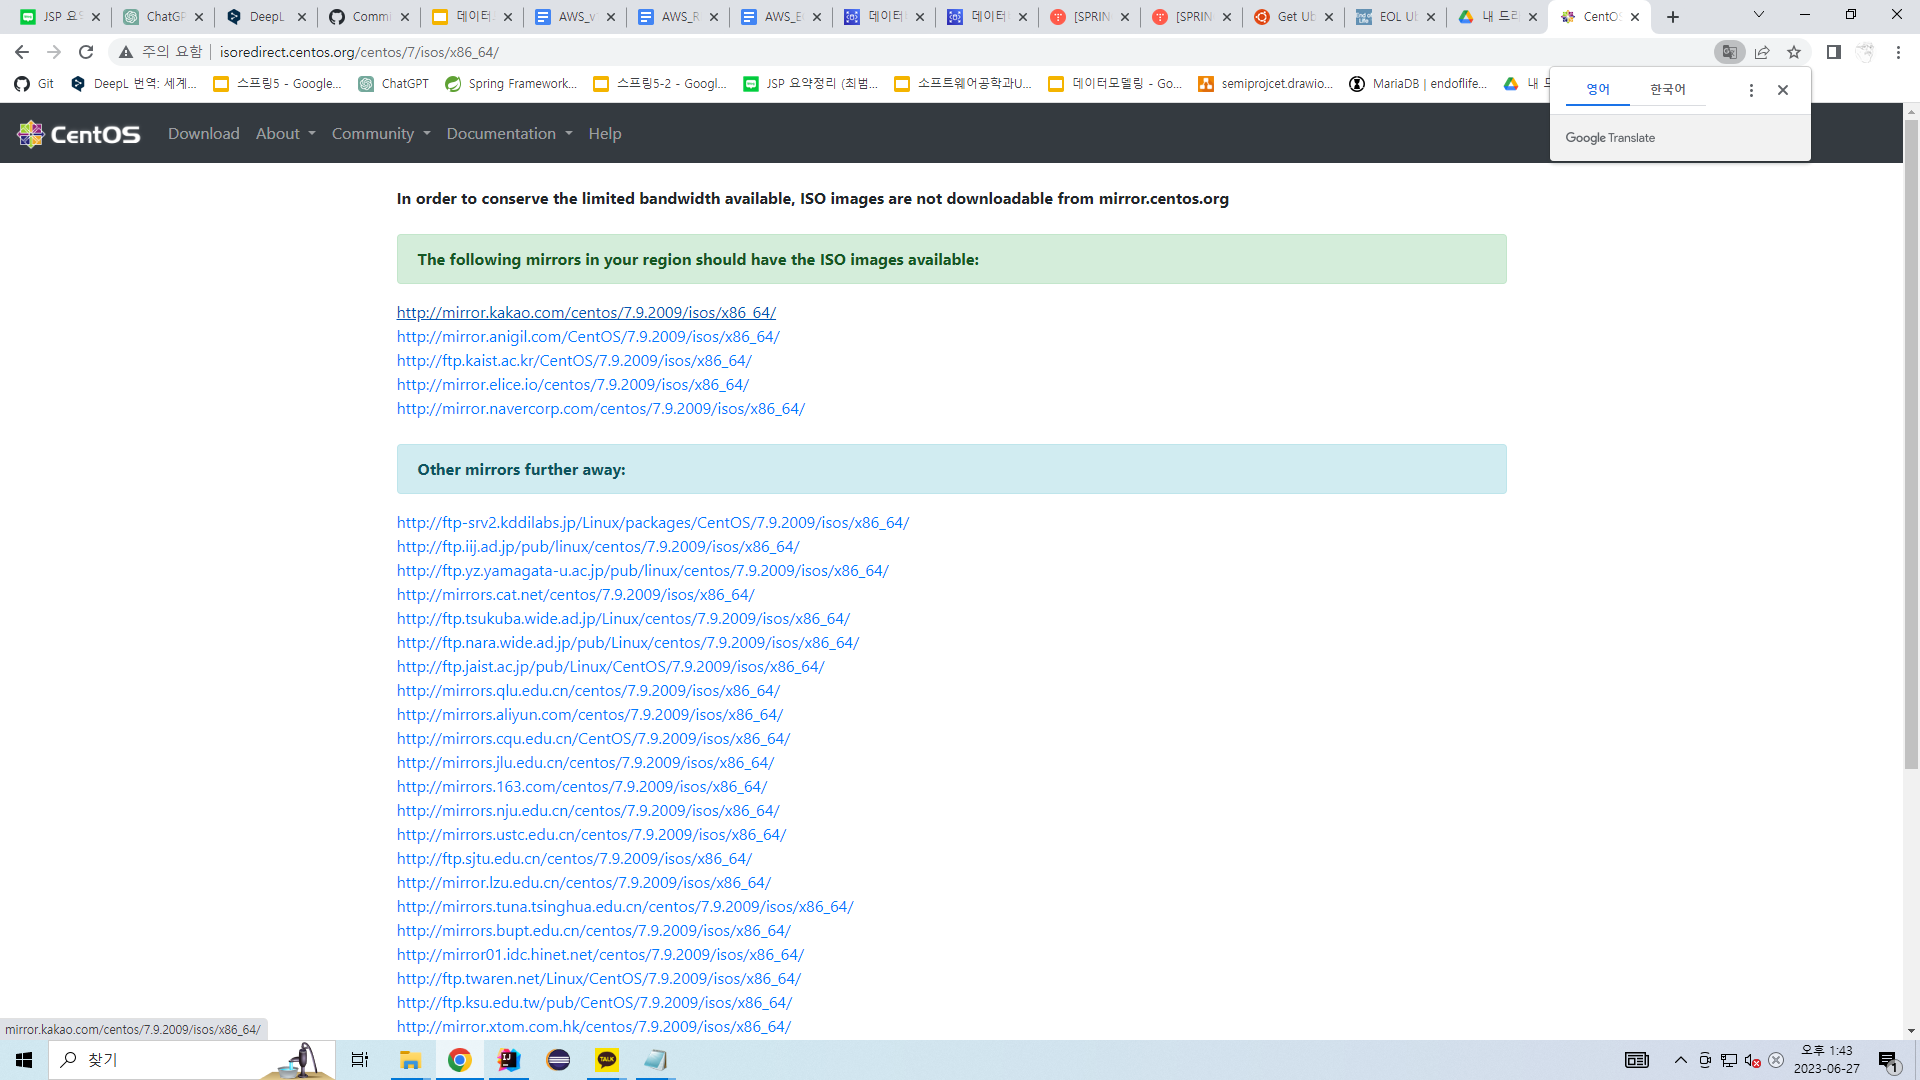 JSP 요
ChatGP
DeepL
Comm
데이터
AWS_v
AWS_R
AWS_E
데이터
데이터
[SPRIN
[SPRIN
Get Ub
EOL Ub
내 드라
CentOS
주의 요함
isoredirect.centos.org/centos/7/isos/x86_64/
Git
DeepL 번역: 세계...
스프링5 - Google...
ChatGPT
Spring Framework...
스프링5-2 - Googl...
JSP 요약정리 (최범...
소프트웨어공학과U...
데이터모델링 - Go...
semiprojcet.drawio...
MariaDB | endoflife...
내 드
영어 한국어
Google Translate
CentOS Download About Community Documentation Help
In order to conserve the limited bandwidth available, ISO images are not downloadable from mirror.centos.org
The following mirrors in your region should have the ISO images available:
http://mirror.kakao.com/centos/7.9.2009/isos/x86_64/
http://mirror.anigil.com/CentOS/7.9.2009/isos/x86_64/
http://ftp.kaist.ac.kr/CentOS/7.9.2009/isos/x86_64/
http://mirror.elice.io/centos/7.9.2009/isos/x86_64/
http://mirror.navercorp.com/centos/7.9.2009/isos/x86_64/
Other mirrors further away:
http://ftp-srv2.kddilabs.jp/Linux/packages/CentOS/7.9.2009/isos/x86_64/
http://ftp.iij.ad.jp/pub/linux/centos/7.9.2009/isos/x86_64/
http://ftp.yz.yamagata-u.ac.jp/pub/linux/centos/7.9.2009/isos/x86_64/
http://mirrors.cat.net/centos/7.9.2009/isos/x86_64/
http://ftp.tsukuba.wide.ad.jp/Linux/centos/7.9.2009/isos/x86_64/
http://ftp.nara.wide.ad.jp/pub/Linux/centos/7.9.2009/isos/x86_64/
http://ftp.jaist.ac.jp/pub/Linux/CentOS/7.9.2009/isos/x86_64/
http://mirrors.qlu.edu.cn/centos/7.9.2009/isos/x86_64/
http://mirrors.aliyun.com/centos/7.9.2009/isos/x86_64/
http://mirrors.cqu.edu.cn/CentOS/7.9.2009/isos/x86_64/
http://mirrors.jlu.edu.cn/centos/7.9.2009/isos/x86_64/
http://mirrors.163.com/centos/7.9.2009/isos/x86_64/
http://mirrors.nju.edu.cn/centos/7.9.2009/isos/x86_64/
http://mirrors.ustc.edu.cn/centos/7.9.2009/isos/x86_64/
http://ftp.sjtu.edu.cn/centos/7.9.2009/isos/x86_64/
http://mirror.lzu.edu.cn/centos/7.9.2009/isos/x86_64/
http://mirrors.tuna.tsinghua.edu.cn/centos/7.9.2009/isos/x86_64/
http://mirrors.bupt.edu.cn/centos/7.9.2009/isos/x86_64/
http://mirror01.idc.hinet.net/centos/7.9.2009/isos/x86_64/
http://ftp.twaren.net/Linux/CentOS/7.9.2009/isos/x86_64/
http://ftp.ksu.edu.tw/pub/CentOS/7.9.2009/isos/x86_64/
http://mirror.xtom.com.hk/centos/7.9.2009/isos/x86_64/
mirror.kakao.com/centos/7.9.2009/isos/x86_64/
찾기
TALK
오후 1:43
2023-06-27
1